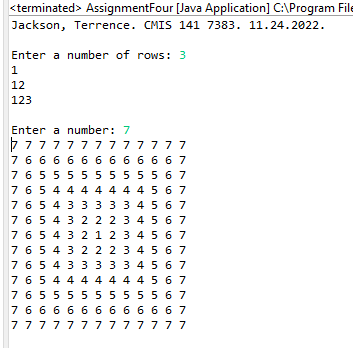 <terminated> AssignmentFour [Java Application] C:\Program File
Jackson, Terrence. CMIS 141 7383. 11.24.2022.
Enter a number of rows: 3
1
12
123
Enter a number: 7
7 7 7 7 7 7 7 7 7 7 7 7 7
7 6 6 6 6 6 6 6 6 6 6 6 7
7 6 5 5 5 5 5 5 5 5 5 6 7
7 6 5 4 4 4 4 4 4 4 5 6 7
7 6 5 4 3 3 3 3 3 4 5 6 7
7 6 5 4 3 2 2 2 3 4 5 6 7
7 6 5 4 3 2 1 2 3 4 5 6 7
7 6 5 4 3 2 2 2 3 4 5 6 7
7 6 5 4 3 3 3 3 3 4 5 6 7
7 6 5 4 4 4 4 4 4 4 5 6 7
7 6 5 5 5 5 5 5 5 5 5 6 7
7 6 6 6 6 6 6 6 6 6 6 6 7
7 7 7 7 7 7 7 7 7 7 7 7 7